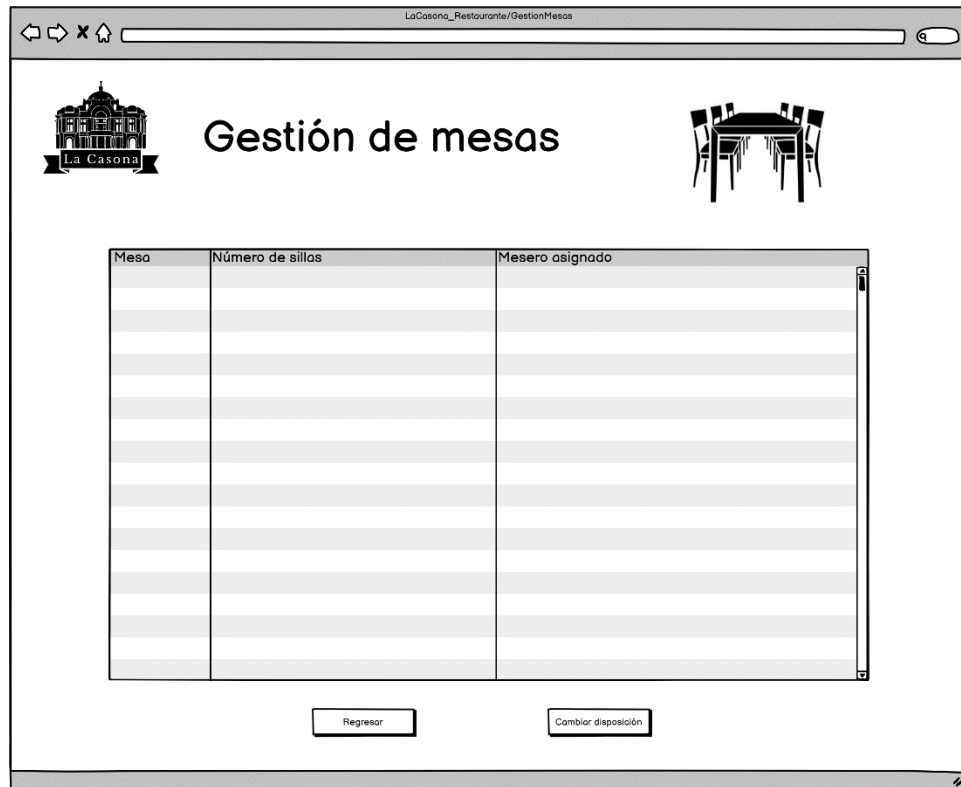 LaCasona_Restaurante/GestionMesas
La Casona
Gestión de mesas
Mesa Número de sillas Mesero asignado
Regresar Cambiar disposición